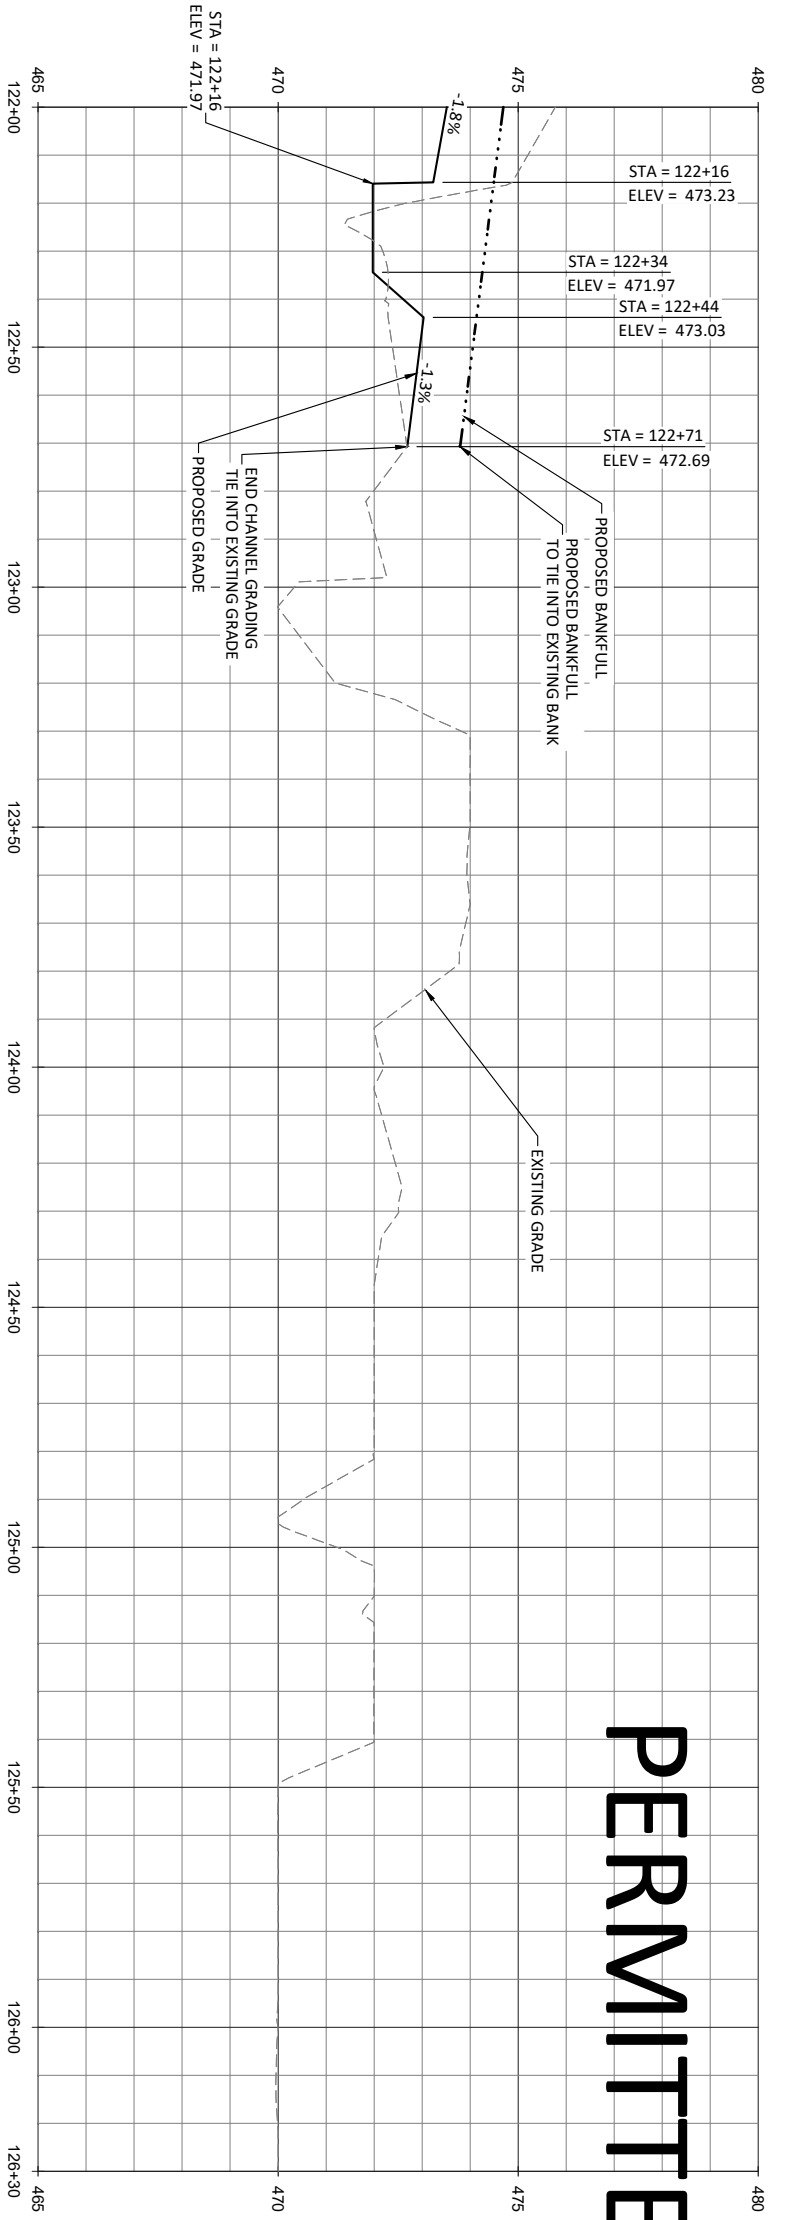 480
475
470
465
480
475
470
465
122+00
122+50
123+00
123+50
124+00
124+50
125+00
125+50
126+00
126+30
STA = 122+16
ELEV = 473.23
STA = 122+34
ELEV = 471.97
STA = 122+44
ELEV = 473.03
STA = 122+71
ELEV = 472.69
STA = 122+16
ELEV = 471.97
-1.8%
-1.3%
PROPOSED BANKFULL
PROPOSED BANKFULL
TO TIE INTO EXISTING BANK
END CHANNEL GRADING
TIE INTO EXISTING GRADE
PROPOSED GRADE
EXISTING GRADE
PERMITTE